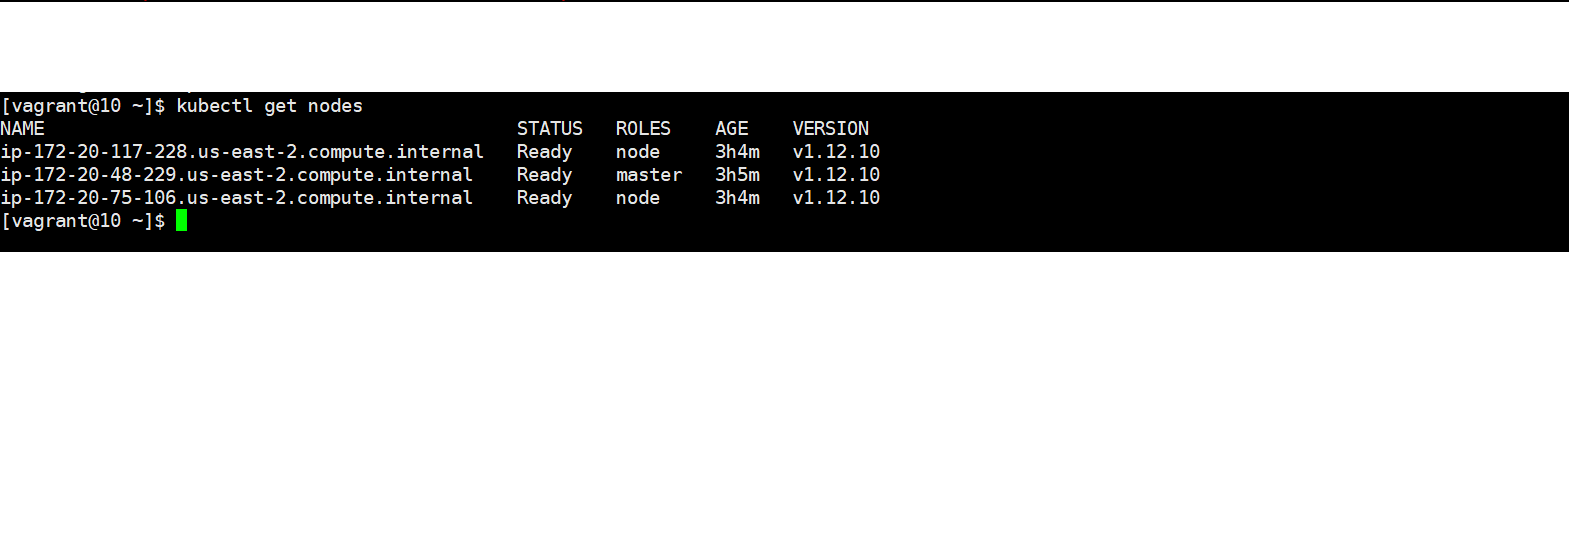 [vagrant@10 ~]$ kubectl get nodes
NAME                                           STATUS   ROLES    AGE    VERSION
ip-172-20-117-228.us-east-2.compute.internal   Ready    node     3h4m   v1.12.10
ip-172-20-48-229.us-east-2.compute.internal    Ready    master   3h5m   v1.12.10
ip-172-20-75-106.us-east-2.compute.internal    Ready    node     3h4m   v1.12.10
[vagrant@10 ~]$